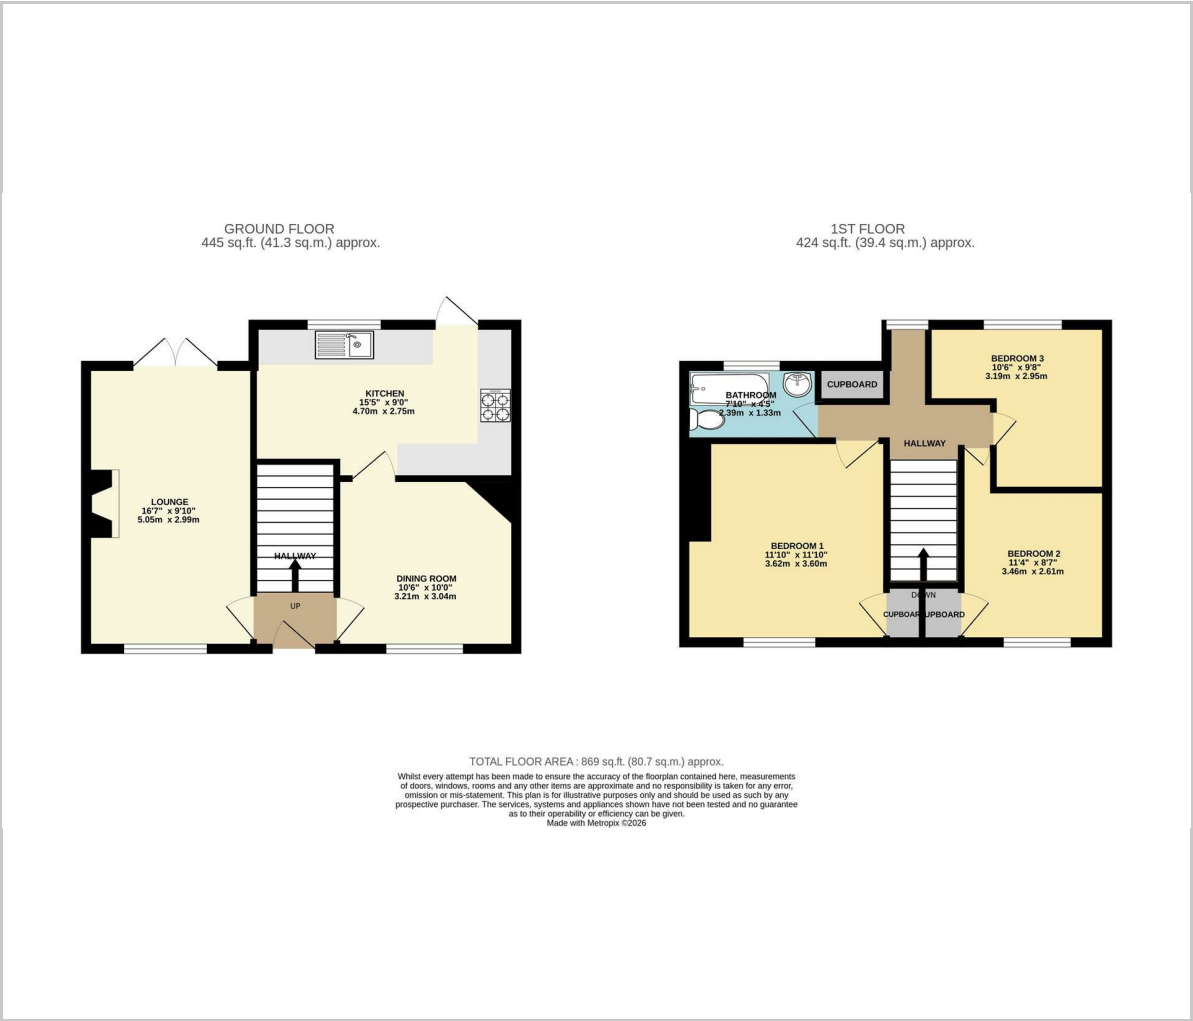 GROUND FLOOR
445 sq.ft. (41.3 sq.m.) approx.
1ST FLOOR
424 sq.ft. (39.4 sq.m.) approx.
KITCHEN
15'5" x 9'0"
4.70m x 2.75m
LOUNGE
16'7" x 9'10"
5.05m x 2.99m
HALLWAY
UP
DINING ROOM
10'6" x 10'0"
3.21m x 3.04m
BEDROOM 3
10'6" x 9'8"
3.19m x 2.95m
BATHROOM
7'10" x 4'5"
2.39m x 1.33m
CUPBOARD
HALLWAY
BEDROOM 1
11'10" x 11'10"
3.62m x 3.60m
BEDROOM 2
11'4" x 8'7"
3.46m x 2.61m
DOWN
CUPBOARD
CUPBOARD
TOTAL FLOOR AREA : 869 sq.ft. (80.7 sq.m.) approx.
Whilst every attempt has been made to ensure the accuracy of the floorplan contained here, measurements
of doors, windows, rooms and any other items are approximate and no responsibility is taken for any error,
omission or mis-statement. This plan is for illustrative purposes only and should be used as such by any
prospective purchaser. The services, systems and appliances shown have not been tested and no guarantee
as to their operability or efficiency can be given.
Made with Metropix ©2026